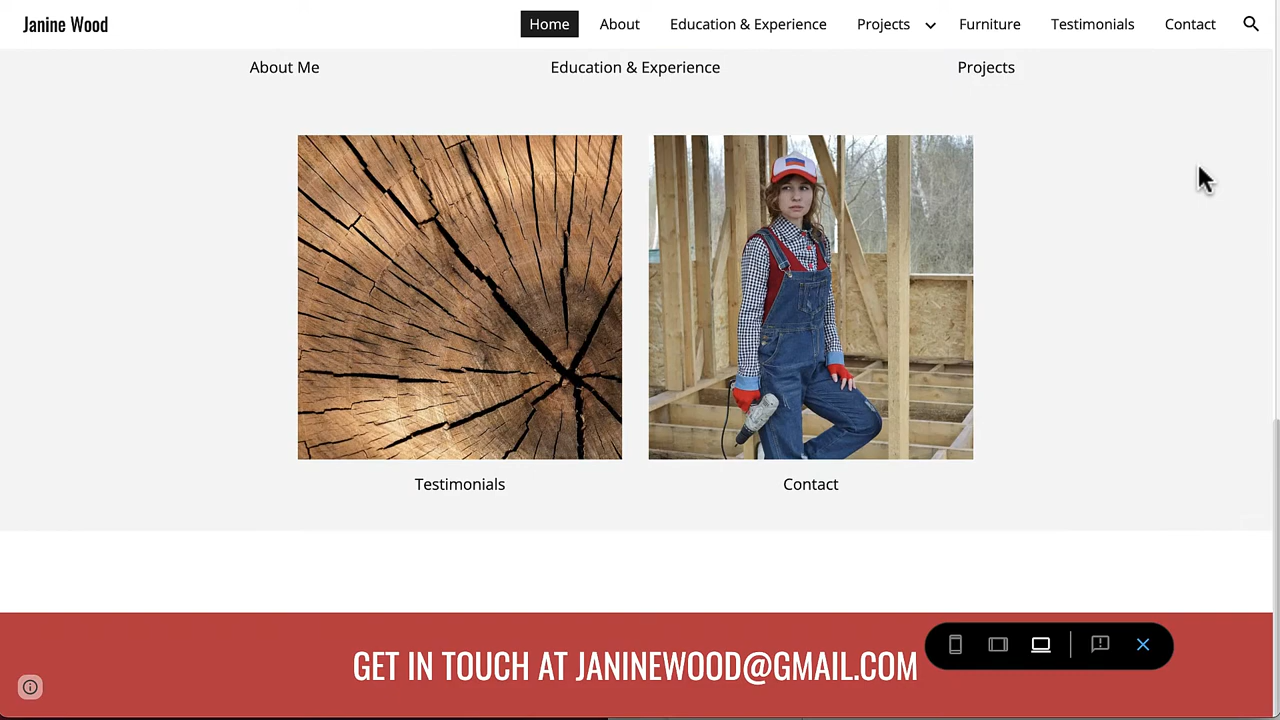 Janine Wood
Home About Education & Experience Projects Furniture Testimonials Contact
About Me Education & Experience Projects
Testimonials Contact
GET IN TOUCH AT JANINEWOOD@GMAIL.COM